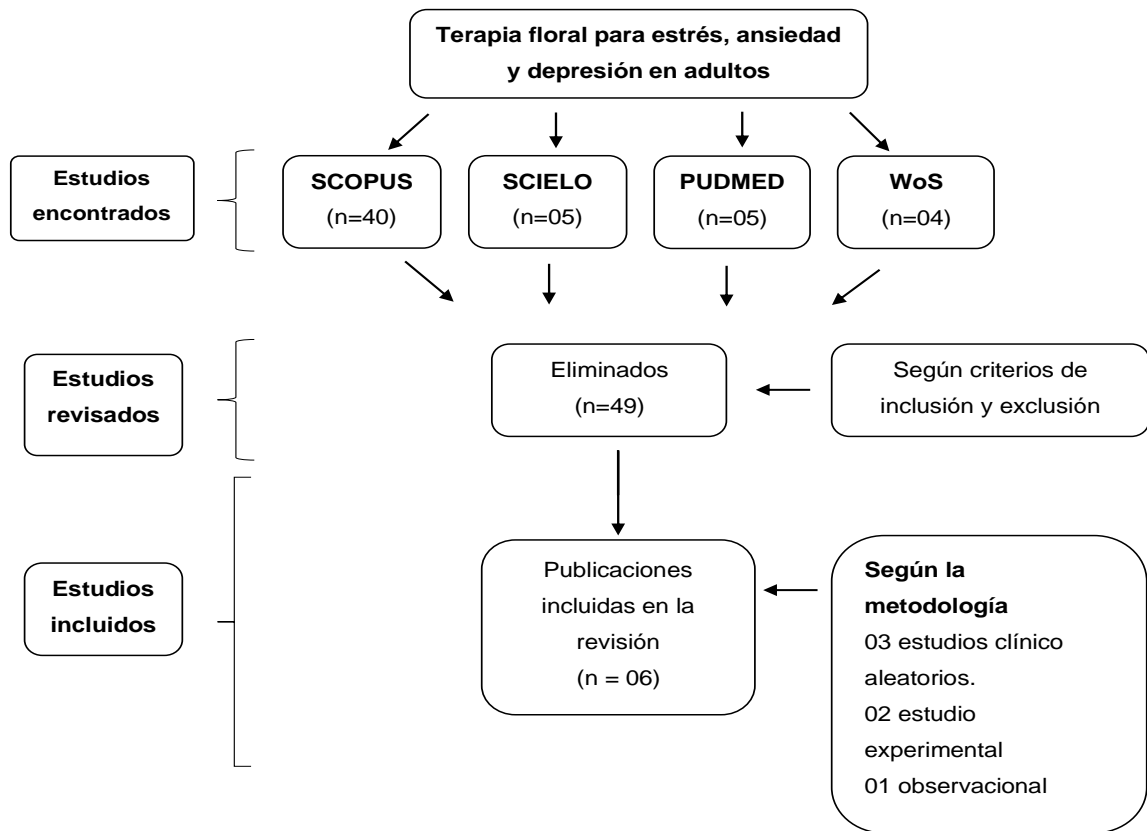 Terapia floral para estrés, ansiedad
y depresión en adultos
Estudios
encontrados
SCOPUS
(n=40)
SCIELO
(n=05)
PUDMED
(n=05)
WoS
(n=04)
Estudios
revisados
Eliminados
(n=49)
Según criterios de
inclusión y exclusión
Estudios
incluidos
Publicaciones
incluidas en la
revisión
(n = 06)
Según la
metodología
03 estudios clínico
aleatorios.
02 estudio
experimental
01 observacional